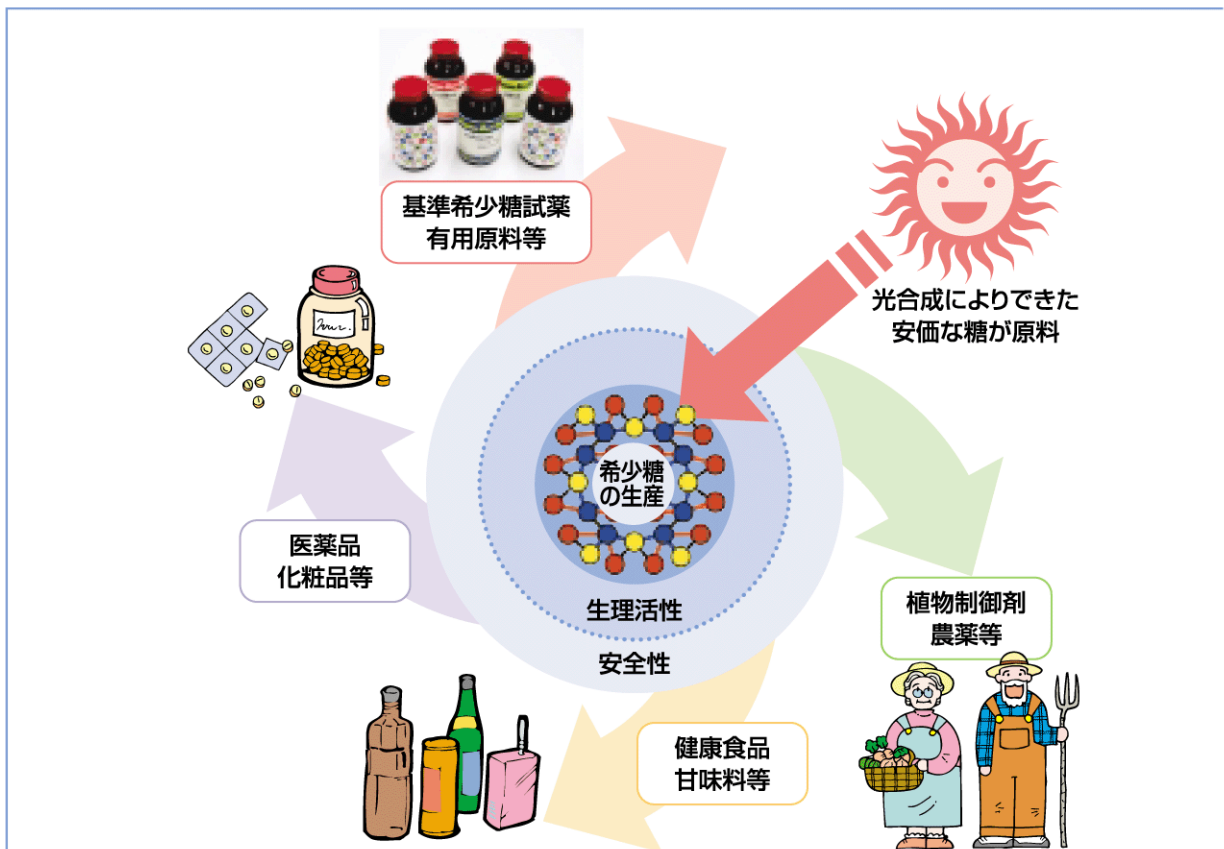 基準希少糖試薬
有用原料等
光合成によりできた
安価な糖が原料
希少糖
の生産
生理活性
安全性
医薬品
化粧品等
植物制御剤
農薬等
健康食品
甘味料等